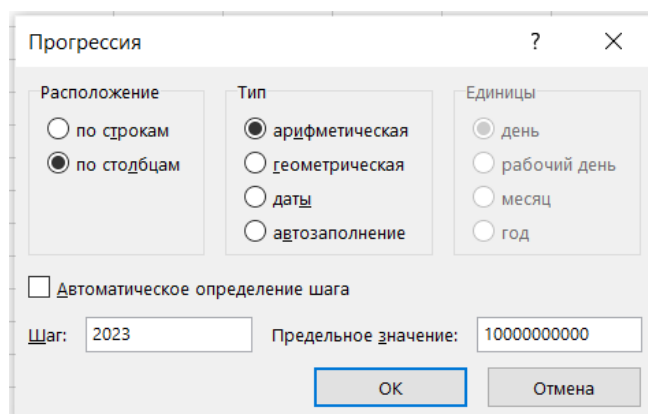 Прогрессия ?
Расположение Тип Единицы
по строкам арифметическая день
по столбцам геометрическая рабочий день
даты месяц
автозаполнение год
Автоматическое определение шага
Шаг: 2023 Предельное значение: 10000000000
ОК Отмена